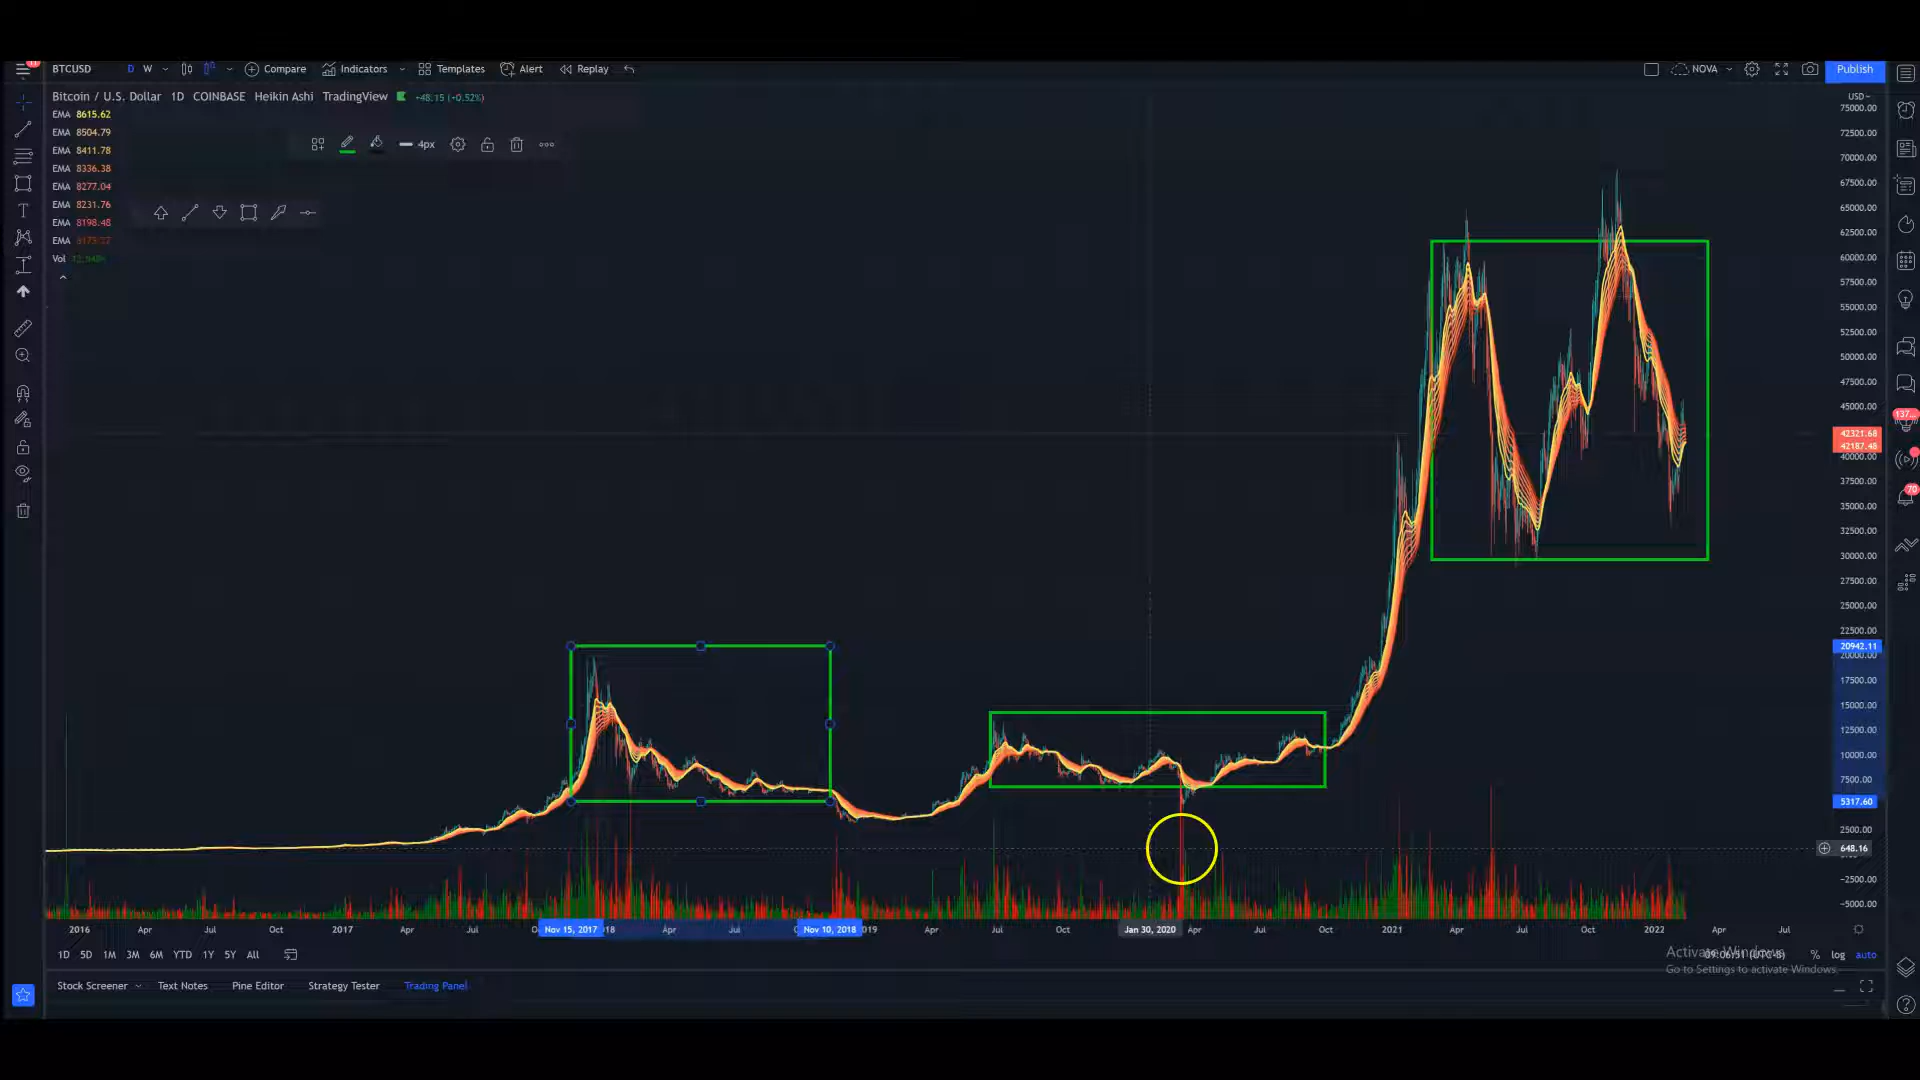 11
BTCUSD D W Compare Indicators Templates Alert Replay NOVA Publish
Bitcoin / U.S. Dollar 1D COINBASE Heikin Ashi TradingView +48.15 (+0.52%)
USD
EMA 8615.62
EMA 8504.79
EMA 8411.78
EMA 8336.38
EMA 8277.04
EMA 8231.76
EMA 8198.48
EMA
Vol
4px
75000.00
72500.00
70000.00
67500.00
65000.00
62500.00
60000.00
57500.00
55000.00
52500.00
50000.00
47500.00
45000.00
42321.68
42187.48
40000.00
37500.00
35000.00
32500.00
30000.00
27500.00
25000.00
22500.00
20942.11
20000.00
17500.00
15000.00
12500.00
10000.00
7500.00
5317.60
2500.00
648.16
-2500.00
-5000.00
137...
70
2016 Apr Jul Oct 2017 Apr Jul Nov 15, 2017 18 Apr Jul Nov 10, 2018 019 Apr Jul Oct Jan 30, 2020 Apr Jul Oct 2021 Apr Jul Oct 2022 Apr Jul
1D 5D 1M 3M 6M YTD 1Y 5Y All % log auto
Activate Windows
Go to Settings to activate Windows.
Stock Screener Text Notes Pine Editor Strategy Tester Trading Panel